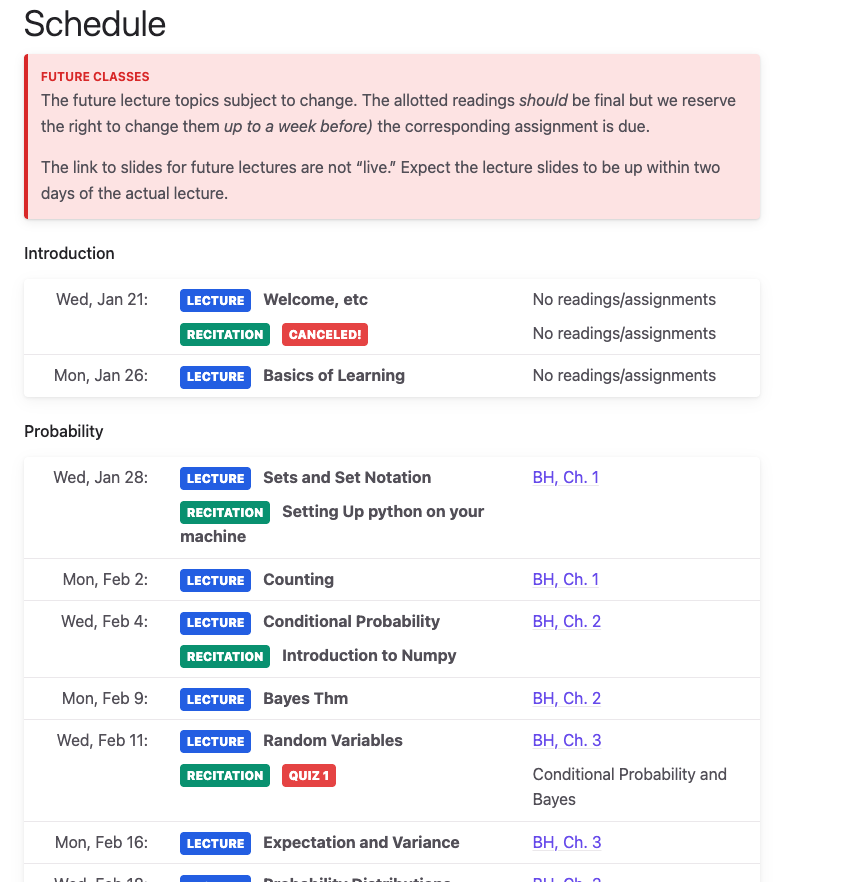 Schedule
FUTURE CLASSES
The future lecture topics subject to change. The allotted readings should be final but we reserve
the right to change them up to a week before) the corresponding assignment is due.
The link to slides for future lectures are not “live.” Expect the lecture slides to be up within two
days of the actual lecture.
Introduction
Wed, Jan 21: LECTURE Welcome, etc No readings/assignments
RECITATION CANCELED! No readings/assignments
Mon, Jan 26: LECTURE Basics of Learning No readings/assignments
Probability
Wed, Jan 28: LECTURE Sets and Set Notation BH, Ch. 1
RECITATION Setting Up python on your
machine
Mon, Feb 2: LECTURE Counting BH, Ch. 1
Wed, Feb 4: LECTURE Conditional Probability BH, Ch. 2
RECITATION Introduction to Numpy
Mon, Feb 9: LECTURE Bayes Thm BH, Ch. 2
Wed, Feb 11: LECTURE Random Variables BH, Ch. 3
RECITATION QUIZ 1 Conditional Probability and
Bayes
Mon, Feb 16: LECTURE Expectation and Variance BH, Ch. 3